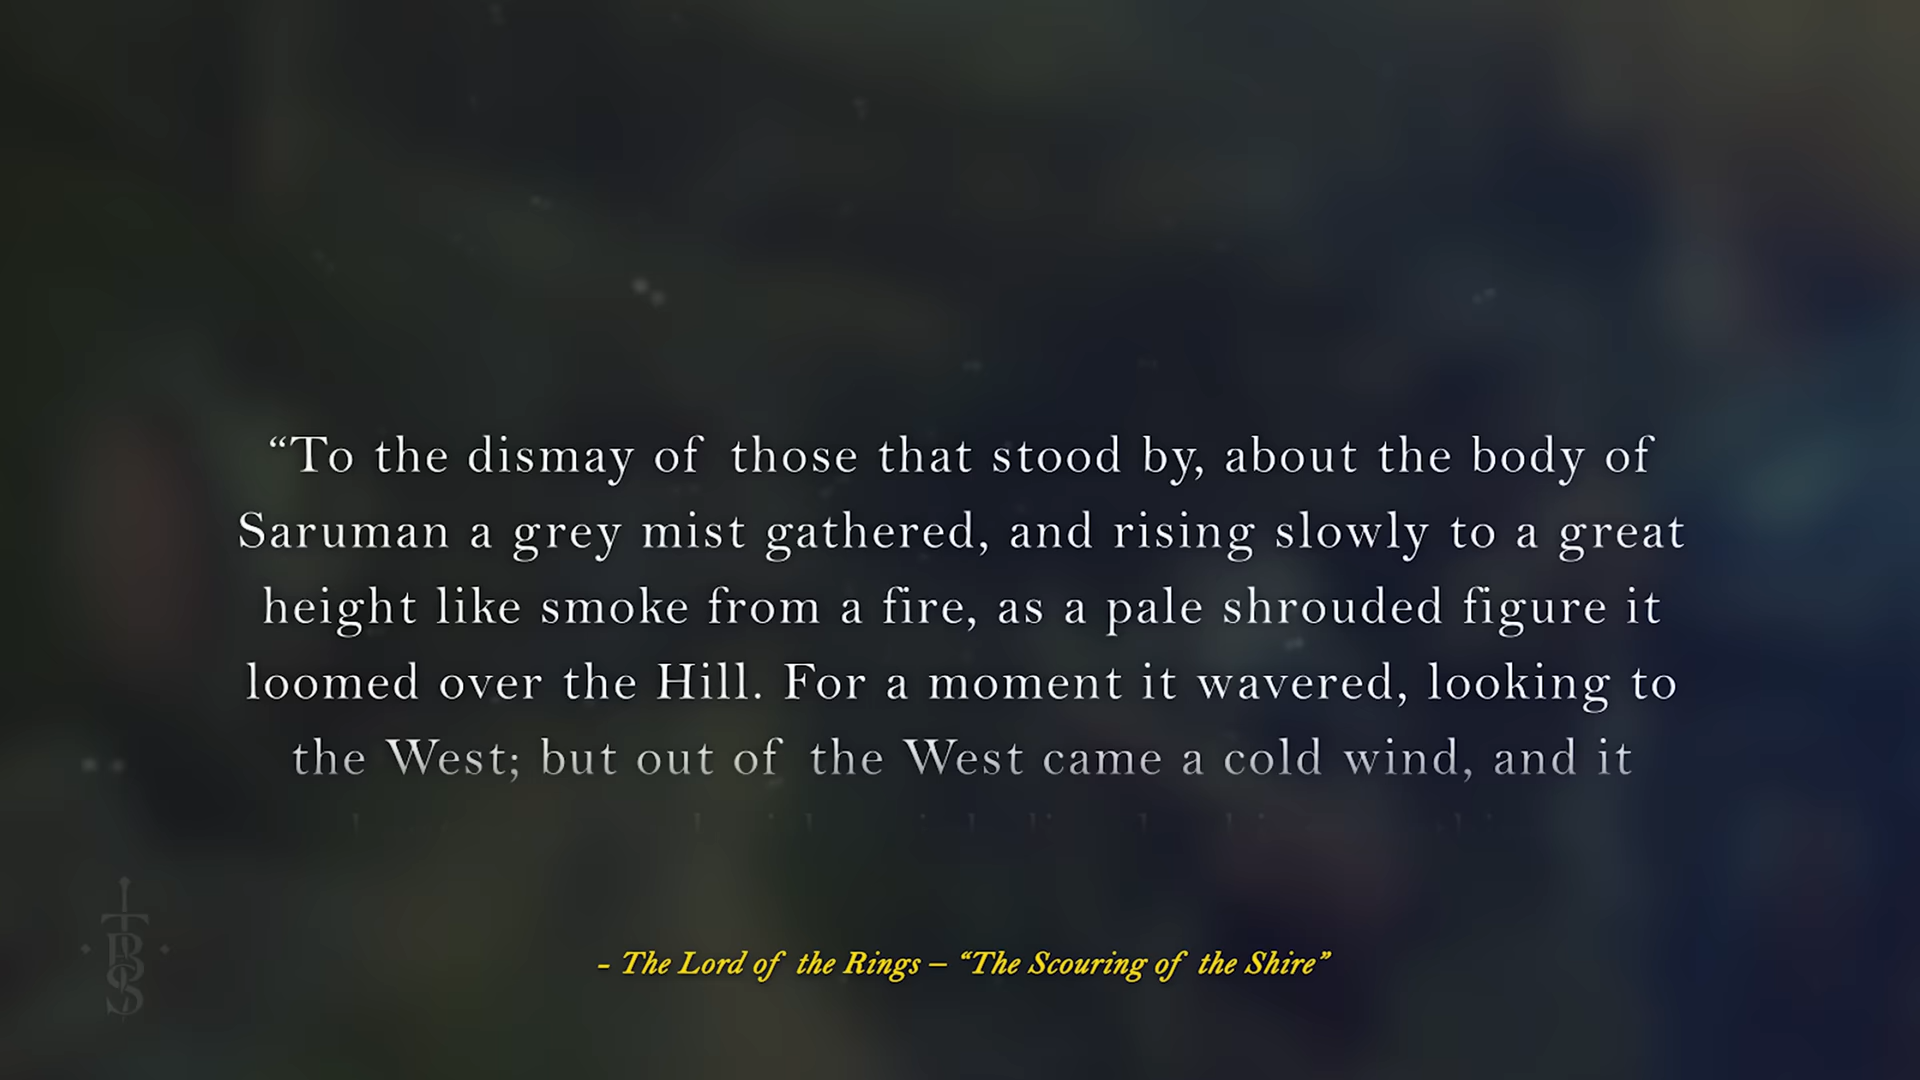 “To the dismay of those that stood by, about the body of
Saruman a grey mist gathered, and rising slowly to a great
height like smoke from a fire, as a pale shrouded figure it
loomed over the Hill. For a moment it wavered, looking to
the West; but out of the West came a cold wind, and it
TBS
- The Lord of the Rings – “The Scouring of the Shire”